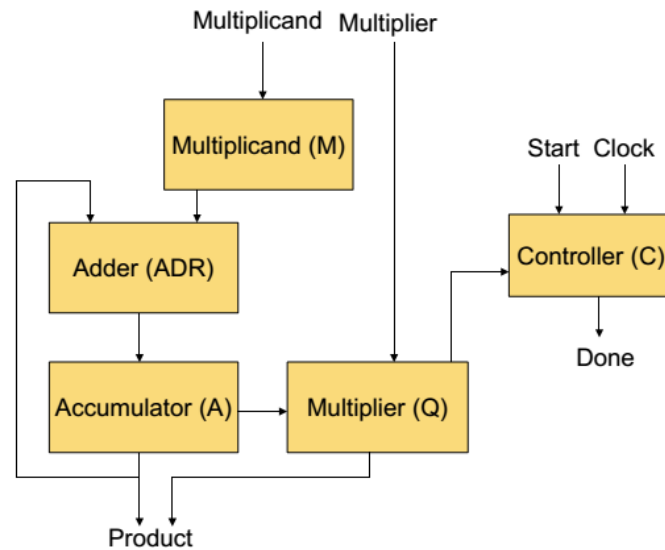 Multiplicand Multiplier
Multiplicand (M)
Start Clock
Adder (ADR)
Controller (C)
Done
Accumulator (A)
Multiplier (Q)
Product